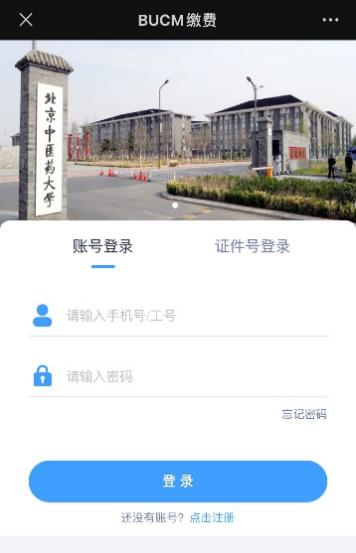 BUCM缴费
北京中医药大学
账号登录
证件号登录
请输入手机号/工号
请输入密码
忘记密码
登录
还没有账号? 点击注册